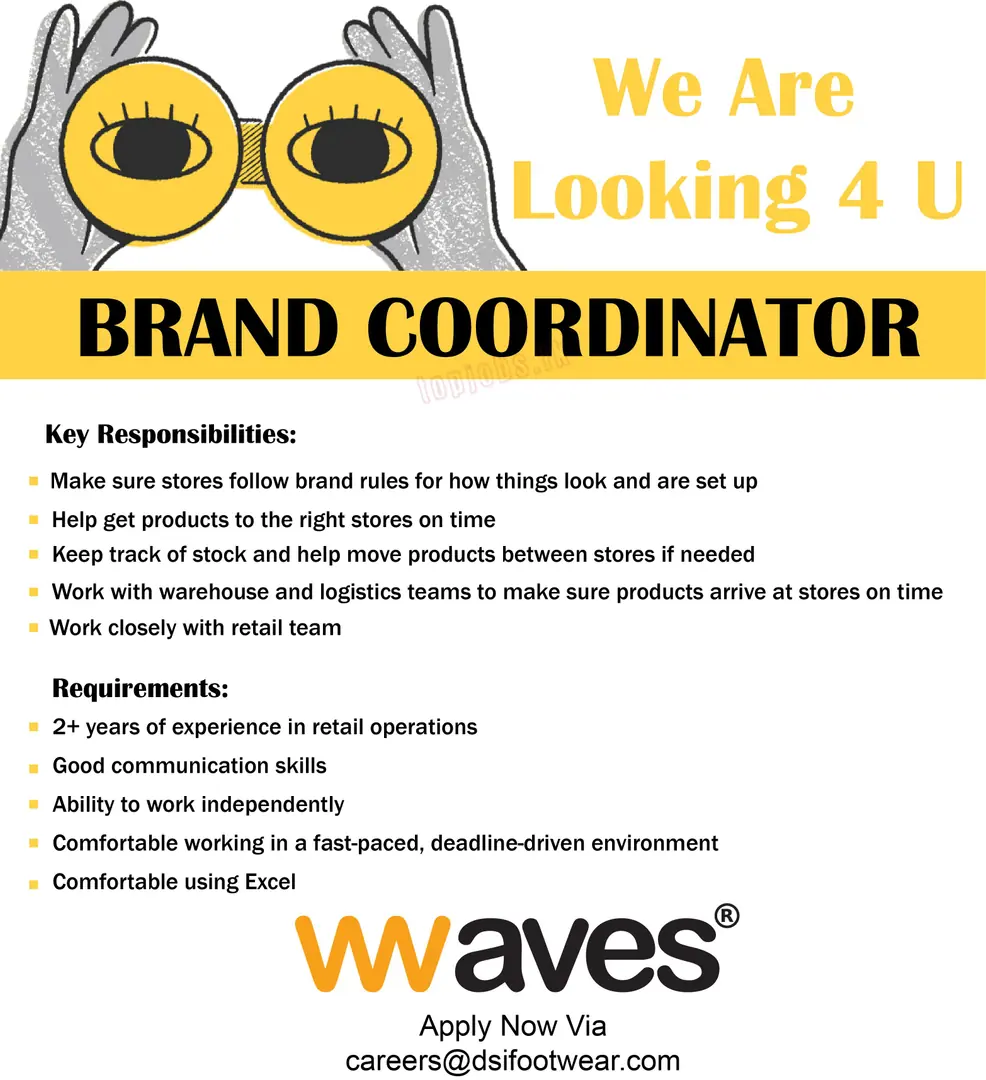 We Are
Looking 4 U
BRAND COORDINATOR
Key Responsibilities:
Make sure stores follow brand rules for how things look and are set up
Help get products to the right stores on time
Keep track of stock and help move products between stores if needed
Work with warehouse and logistics teams to make sure products arrive at stores on time
Work closely with retail team
Requirements:
2+ years of experience in retail operations
Good communication skills
Ability to work independently
Comfortable working in a fast-paced, deadline-driven environment
Comfortable using Excel
waves®
Apply Now Via
careers@dsifootwear.com